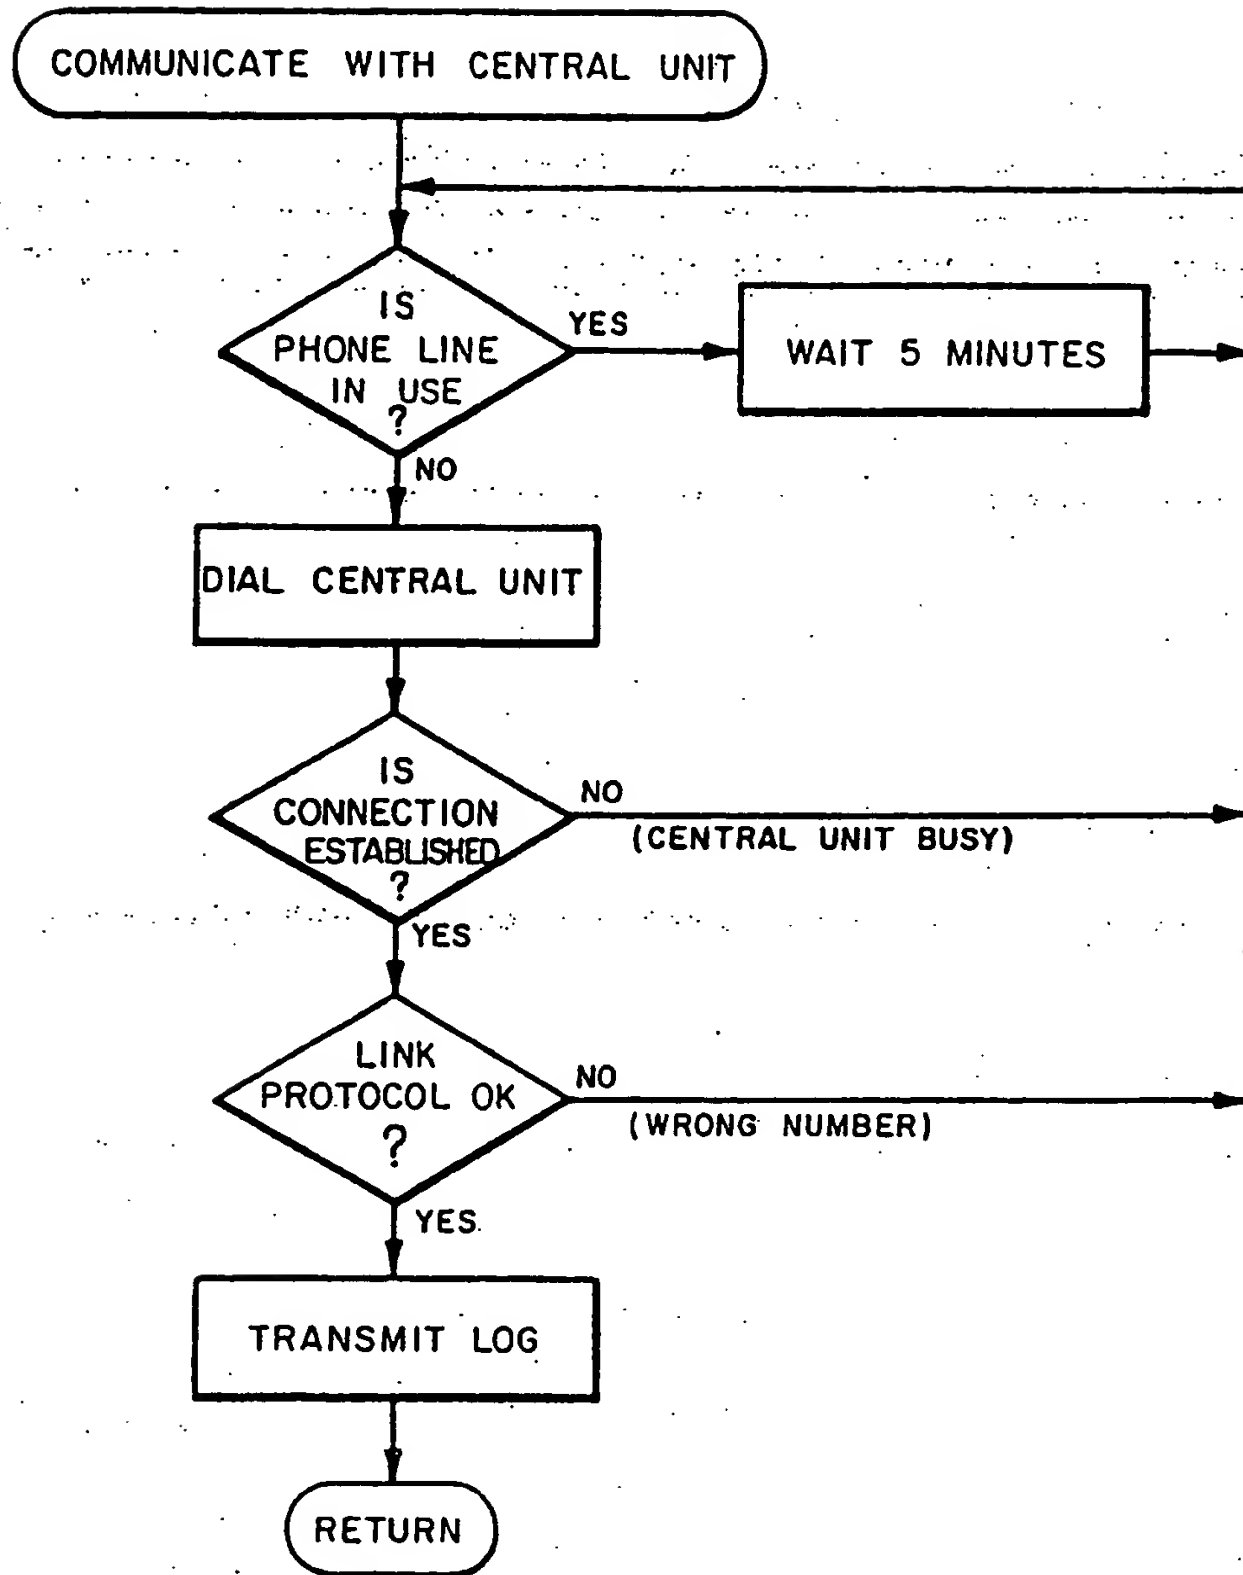 COMMUNICATE WITH CENTRAL UNIT
IS
PHONE LINE
IN USE
?
YES
WAIT 5 MINUTES
NO
DIAL CENTRAL UNIT
IS
CONNECTION
ESTABLISHED
?
NO
(CENTRAL UNIT BUSY)
YES
LINK
PROTOCOL OK
?
NO
(WRONG NUMBER)
YES
TRANSMIT LOG
RETURN